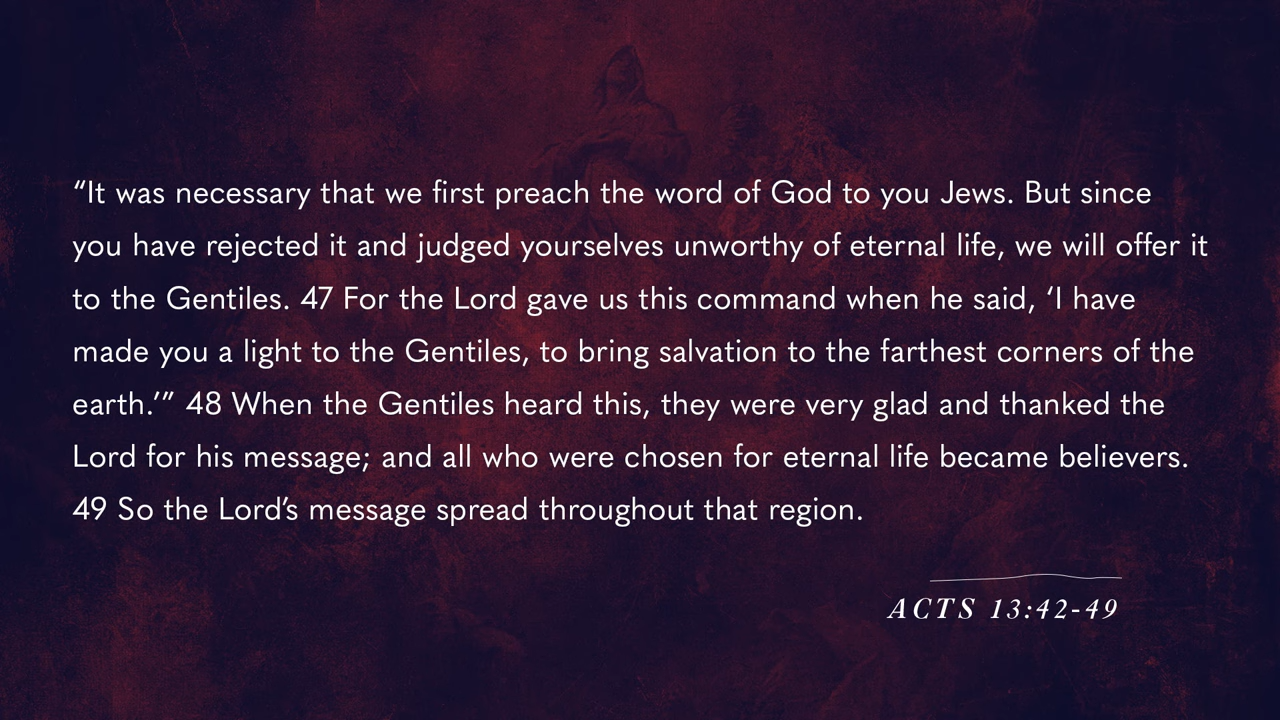 “It was necessary that we first preach the word of God to you Jews. But since
you have rejected it and judged yourselves unworthy of eternal life, we will offer it
to the Gentiles. 47 For the Lord gave us this command when he said, ‘I have
made you a light to the Gentiles, to bring salvation to the farthest corners of the
earth.’” 48 When the Gentiles heard this, they were very glad and thanked the
Lord for his message; and all who were chosen for eternal life became believers.
49 So the Lord’s message spread throughout that region.
ACTS 13:42-49